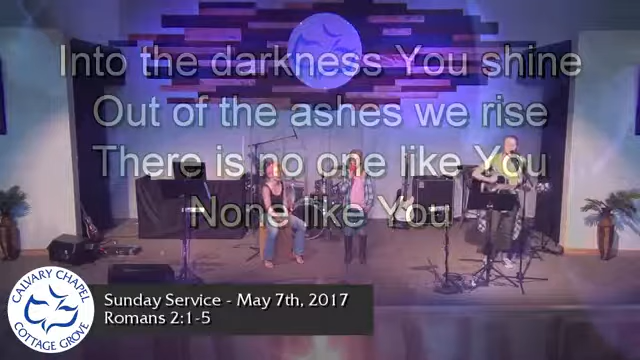 Into the darkness You shine
Out of the ashes we rise
There is no one like You
None like You
CALVARY CHAPEL
COTTAGE GROVE
Sunday Service - May 7th, 2017
Romans 2:1-5